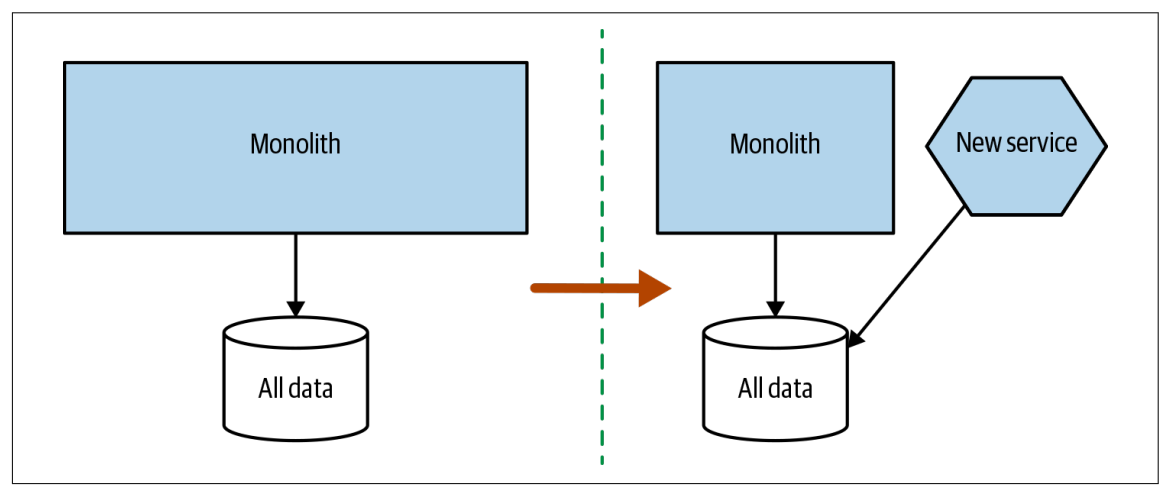 Monolith
All data
Monolith
New service
All data